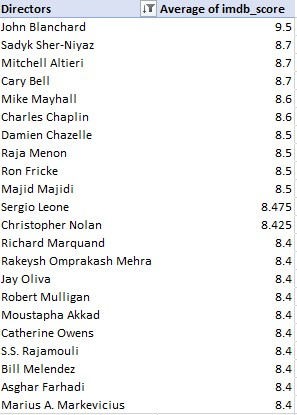 Directors Average of imdb_score
John Blanchard 9.5
Sadyk Sher-Niyaz 8.7
Mitchell Altieri 8.7
Cary Bell 8.7
Mike Mayhall 8.6
Charles Chaplin 8.6
Damien Chazelle 8.5
Raja Menon 8.5
Ron Fricke 8.5
Majid Majidi 8.5
Sergio Leone 8.475
Christopher Nolan 8.425
Richard Marquand 8.4
Rakeysh Omprakash Mehra 8.4
Jay Oliva 8.4
Robert Mulligan 8.4
Moustapha Akkad 8.4
Catherine Owens 8.4
S.S. Rajamouli 8.4
Bill Melendez 8.4
Asghar Farhadi 8.4
Marius A. Markevicius 8.4